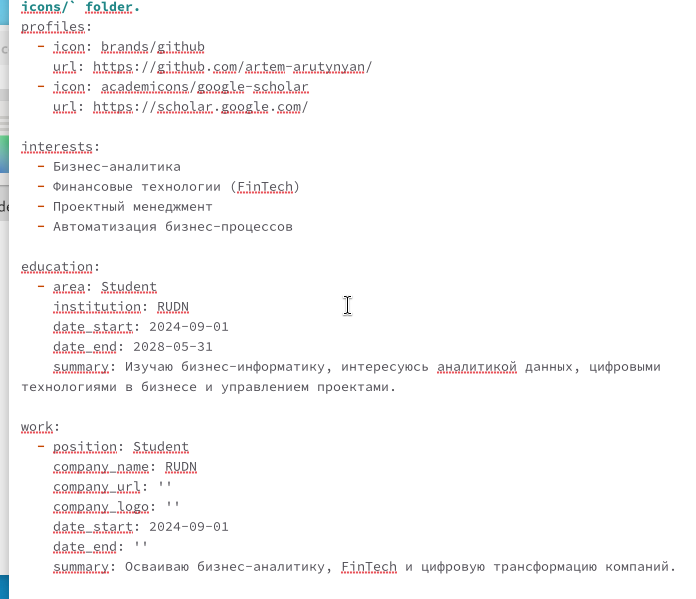 icons/` folder.
profiles:
  - icon: brands/github
    url: https://github.com/artem-arutynyan/
  - icon: academicons/google-scholar
    url: https://scholar.google.com/

interests:
  - Бизнес-аналитика
  - Финансовые технологии (FinTech)
  - Проектный менеджмент
  - Автоматизация бизнес-процессов

education:
  - area: Student
    institution: RUDN
    date_start: 2024-09-01
    date_end: 2028-05-31
    summary: Изучаю бизнес-информатику, интересуюсь аналитикой данных, цифровыми
технологиями в бизнесе и управлением проектами.

work:
  - position: Student
    company_name: RUDN
    company_url: ''
    company_logo: ''
    date_start: 2024-09-01
    date_end: ''
    summary: Осваиваю бизнес-аналитику, FinTech и цифровую трансформацию компаний.